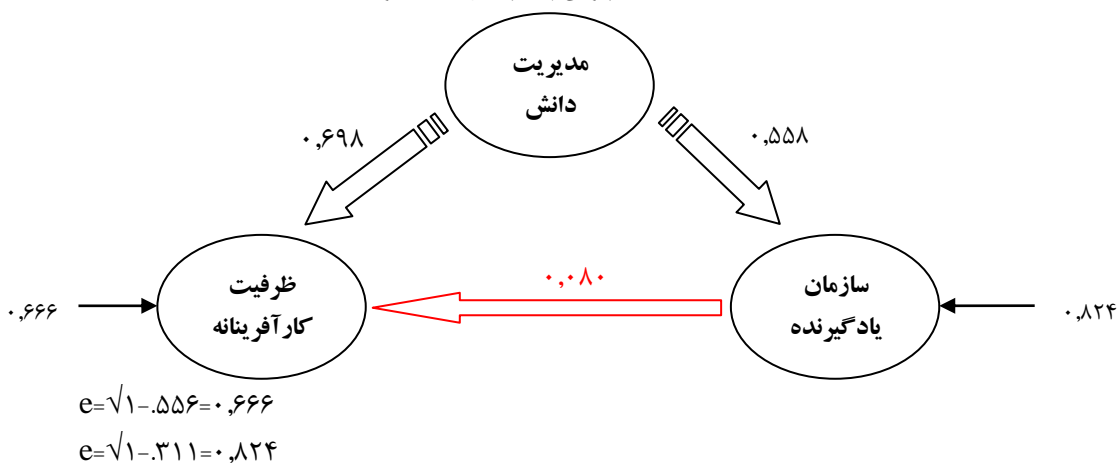 مدیریت
دانش
۰٫۶۹۸
۰٫۵۵۸
۰٫۰۸۰
ظرفیت
کارآفرینانه
سازمان
یادگیرنده
۰٫۶۶۶
۰٫۸۲۴
e=√۱-.۵۵۶=۰٫۶۶۶
e=√۱-.۳۱۱=۰٫۸۲۴